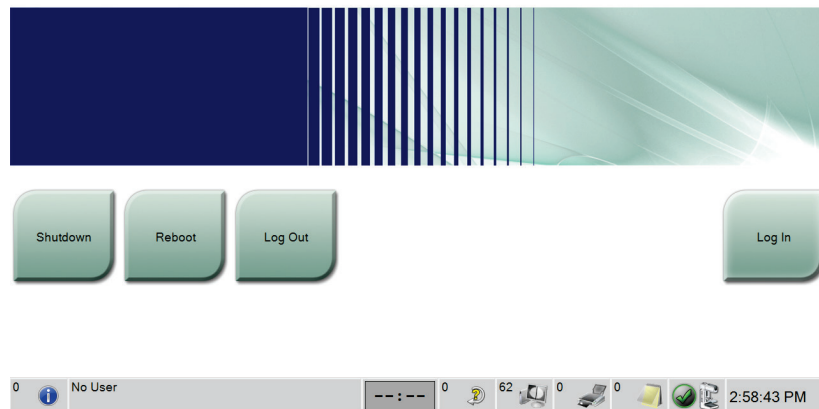 Shutdown
Reboot
Log Out
Log In
0
No User
--:--
0
62
0
0
2:58:43 PM